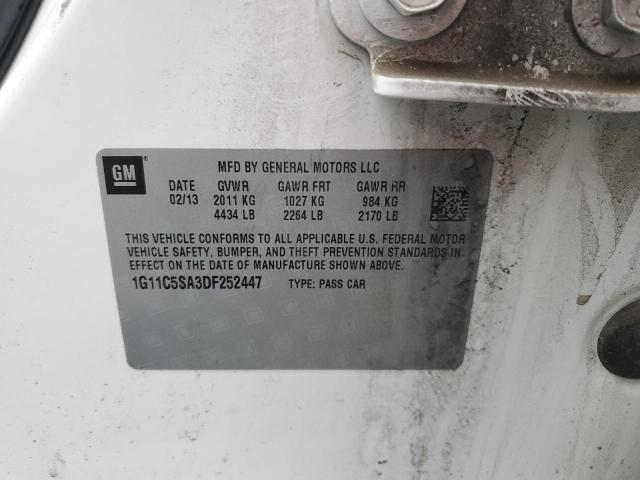 GM
MFD BY GENERAL MOTORS LLC
DATE GVWR GAWR FRT GAWR RR
02/13 2011 KG 1027 KG 984 KG
4434 LB 2264 LB 2170 LB
THIS VEHICLE CONFORMS TO ALL APPLICABLE U.S. FEDERAL MOTOR
VEHICLE SAFETY, BUMPER, AND THEFT PREVENTION STANDARDS IN
EFFECT ON THE DATE OF MANUFACTURE SHOWN ABOVE.
1G11C5SA3DF252447 TYPE: PASS CAR